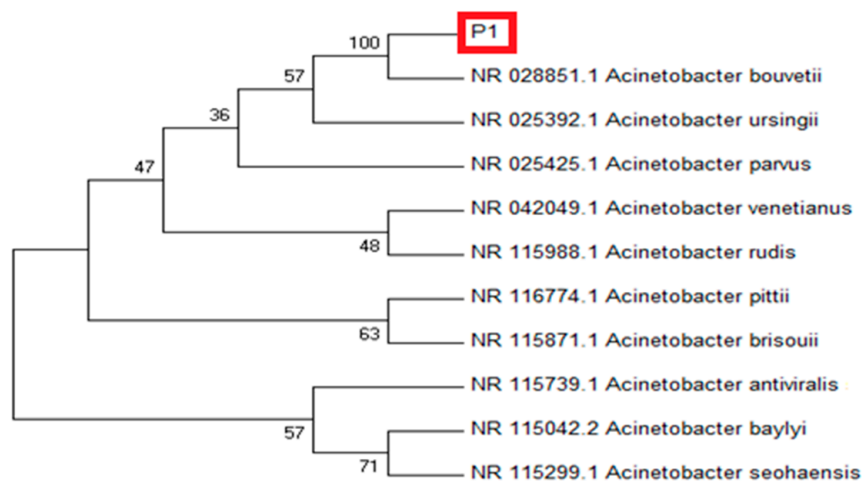 P1
100
NR 028851.1 Acinetobacter bouvetii
57
NR 025392.1 Acinetobacter ursingii
36
NR 025425.1 Acinetobacter parvus
47
NR 042049.1 Acinetobacter venetianus
48
NR 115988.1 Acinetobacter rudis
NR 116774.1 Acinetobacter pittii
63
NR 115871.1 Acinetobacter brisouii
NR 115739.1 Acinetobacter antiviralis
57
NR 115042.2 Acinetobacter baylyi
71
NR 115299.1 Acinetobacter seohaensis